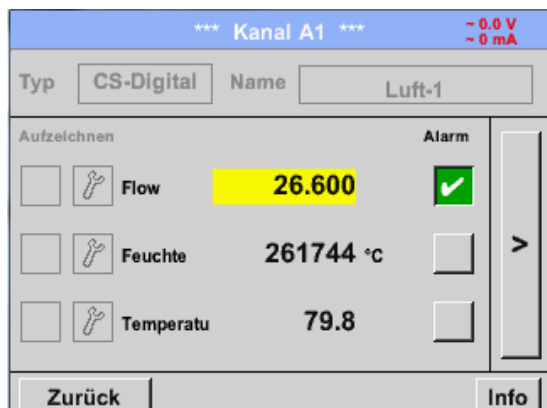 *** Kanal A1 ***
~ 0.0 V
~ 0 mA
Typ CS-Digital Name Luft-1
Aufzeichnen Alarm
Flow 26.600
Feuchte 261744 °C
Temperatu 79.8
>
Zurück Info